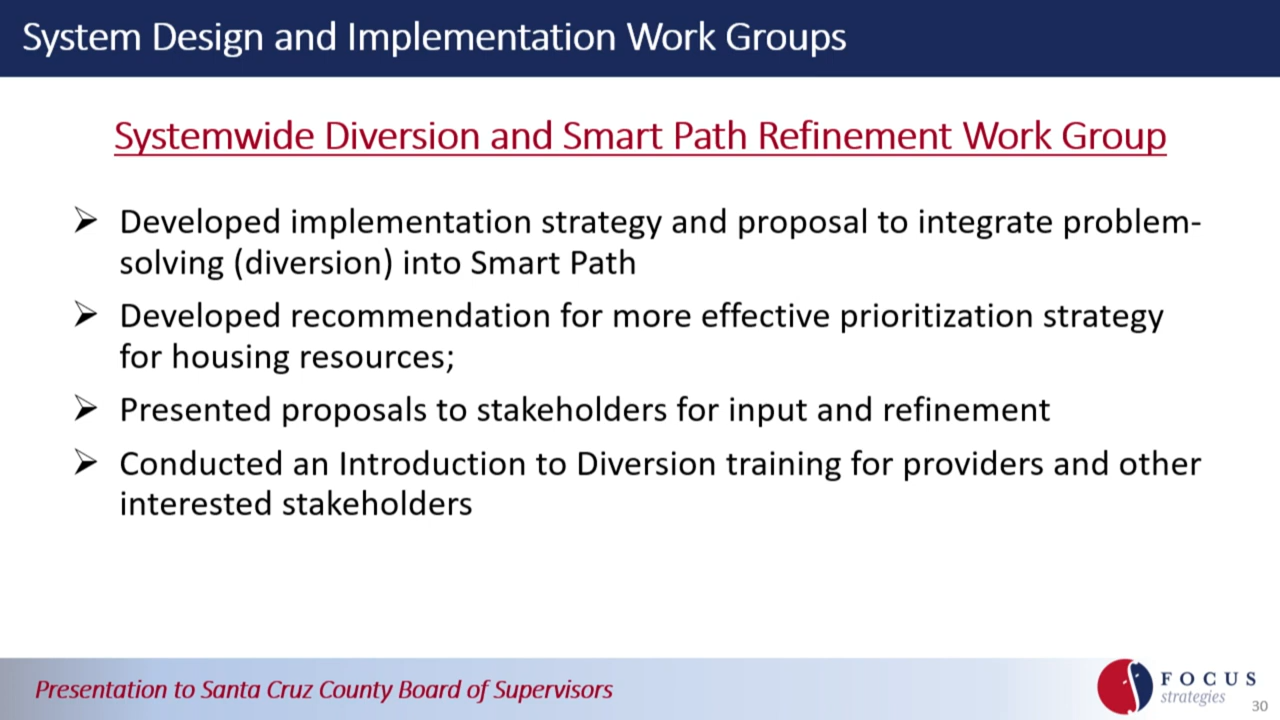 System Design and Implementation Work Groups
Systemwide Diversion and Smart Path Refinement Work Group
➢ Developed implementation strategy and proposal to integrate problem-
solving (diversion) into Smart Path
➢ Developed recommendation for more effective prioritization strategy
for housing resources;
➢ Presented proposals to stakeholders for input and refinement
➢ Conducted an Introduction to Diversion training for providers and other
interested stakeholders
Presentation to Santa Cruz County Board of Supervisors
FOCUS
strategies
30